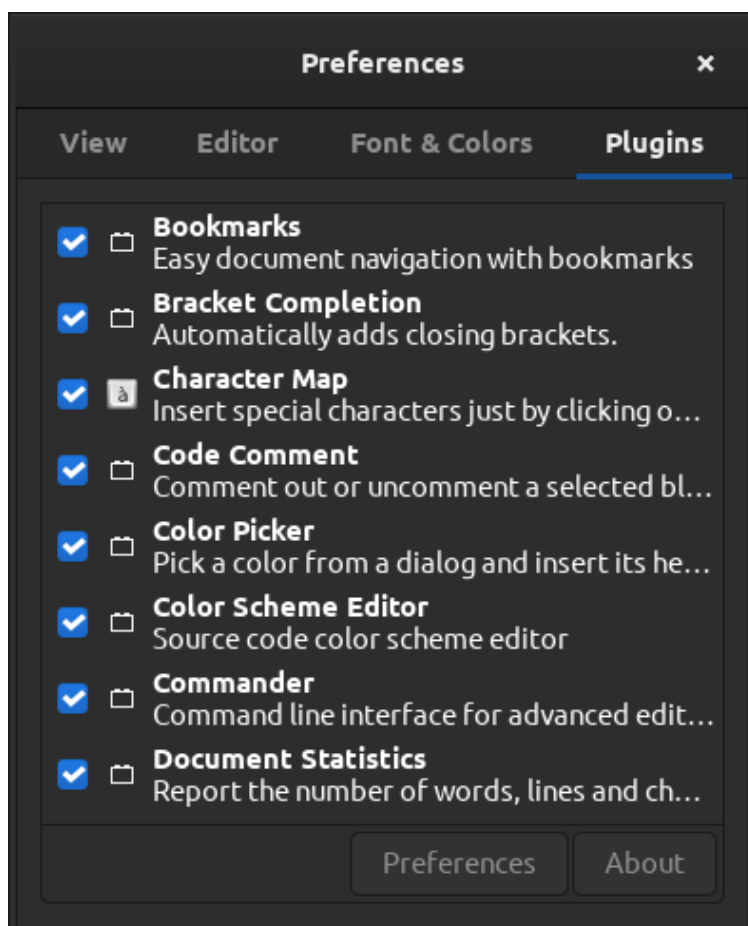 Preferences ×
View Editor Font & Colors Plugins
Bookmarks
Easy document navigation with bookmarks
Bracket Completion
Automatically adds closing brackets.
à
Character Map
Insert special characters just by clicking o…
Code Comment
Comment out or uncomment a selected bl…
Color Picker
Pick a color from a dialog and insert its he…
Color Scheme Editor
Source code color scheme editor
Commander
Command line interface for advanced edit…
Document Statistics
Report the number of words, lines and ch…
Preferences About